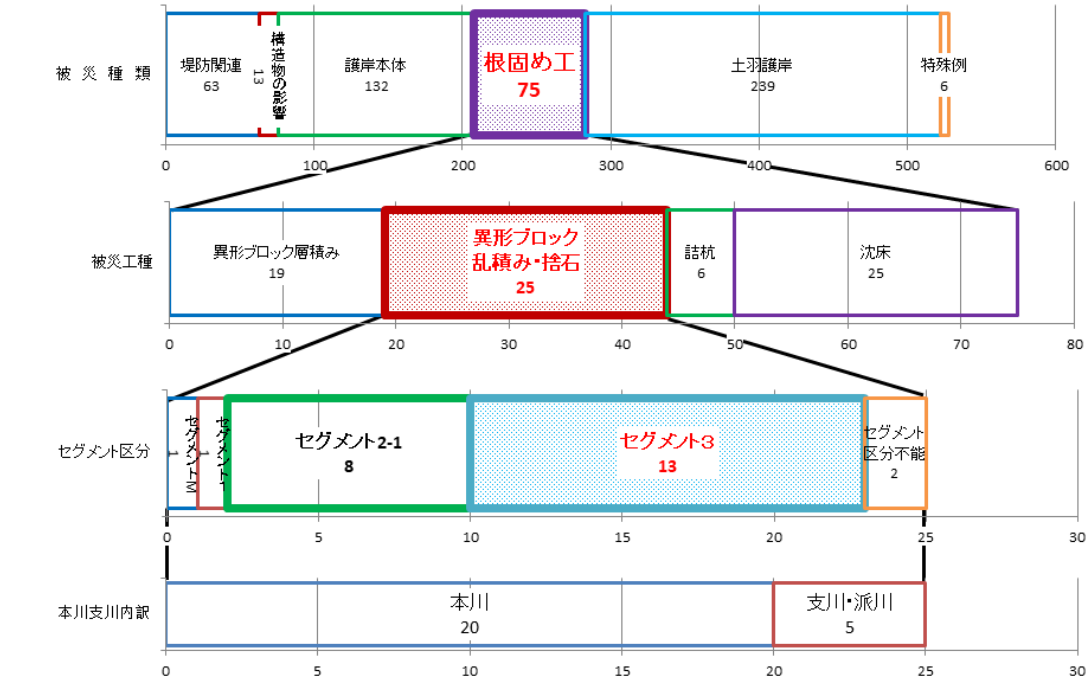 被 災 種 類
堤防関連
63
13
構造物の影響
護岸本体
132
根固め工
75
土羽護岸
239
特殊例
6
0 100 200 300 400 500 600
被災工種
異形ブロック層積み
19
異形ブロック
乱積み・捨石
25
詰杭
6
沈床
25
0 10 20 30 40 50 60 70 80
セグメント区分
セグメントM
1
セグメント1
1
セグメント2-1
8
セグメント3
13
セグメント
区分不能
2
0 5 10 15 20 25 30
本川支川内訳
本川
20
支川・派川
5
0 5 10 15 20 25 30